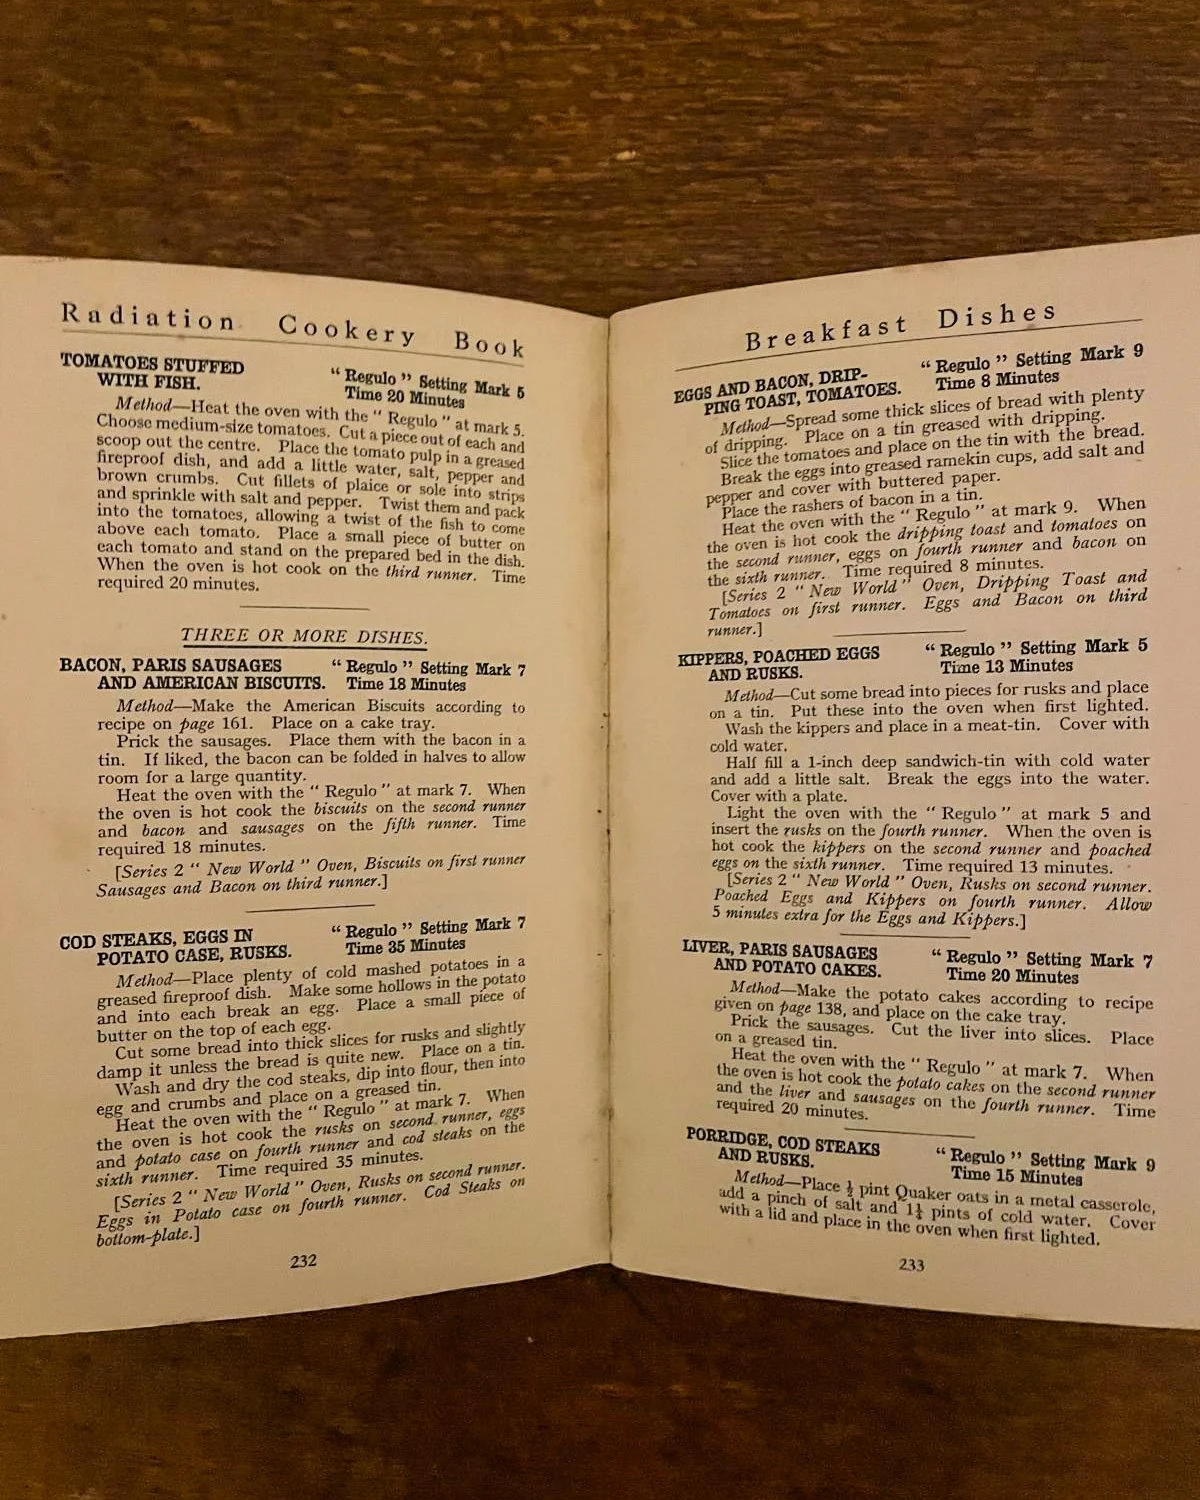 Radiation Cookery Book
TOMATOES STUFFED
WITH FISH.
“ Regulo ” Setting Mark 5
Time 20 Minutes
Method—Heat the oven with the “ Regulo ” at mark 5.
Choose medium-size tomatoes. Cut a piece out of each and
scoop out the centre. Place the tomato pulp in a greased
fireproof dish, and add a little water, salt, pepper and
brown crumbs. Cut fillets of plaice or sole into strips
and sprinkle with salt and pepper. Twist them and pack
into the tomatoes, allowing a twist of the fish to come
above each tomato. Place a small piece of butter on
each tomato and stand on the prepared bed in the dish.
When the oven is hot cook on the third runner. Time
required 20 minutes.
THREE OR MORE DISHES.
BACON, PARIS SAUSAGES
AND AMERICAN BISCUITS.
“ Regulo ” Setting Mark 7
Time 18 Minutes
Method—Make the American Biscuits according to
recipe on page 161. Place on a cake tray.
Prick the sausages. Place them with the bacon in a
tin. If liked, the bacon can be folded in halves to allow
room for a large quantity.
Heat the oven with the “ Regulo ” at mark 7. When
the oven is hot cook the biscuits on the second runner
and bacon and sausages on the fifth runner. Time
required 18 minutes.
[Series 2 “ New World ” Oven, Biscuits on first runner
Sausages and Bacon on third runner.]
COD STEAKS, EGGS IN
POTATO CASE, RUSKS.
“ Regulo ” Setting Mark 7
Time 35 Minutes
Method—Place plenty of cold mashed potatoes in a
greased fireproof dish. Make some hollows in the potato
and into each break an egg. Place a small piece of
butter on the top of each egg.
Cut some bread into thick slices for rusks and slightly
damp it unless the bread is quite new. Place on a tin.
Wash and dry the cod steaks, dip into flour, then into
egg and crumbs and place on a greased tin.
Heat the oven with the “ Regulo ” at mark 7. When
the oven is hot cook the rusks on second runner, eggs
and potato case on fourth runner and cod steaks on the
sixth runner. Time required 35 minutes.
[Series 2 “ New World ” Oven, Rusks on second runner.
Eggs in Potato case on fourth runner. Cod Steaks on
bottom-plate.]
232
Breakfast Dishes
EGGS AND BACON, DRIP-
PING TOAST, TOMATOES.
“ Regulo ” Setting Mark 9
Time 8 Minutes
Method—Spread some thick slices of bread with plenty
of dripping. Place on a tin greased with dripping.
Slice the tomatoes and place on the tin with the bread.
Break the eggs into greased ramekin cups, add salt and
pepper and cover with buttered paper.
Place the rashers of bacon in a tin.
Heat the oven with the “ Regulo ” at mark 9. When
the oven is hot cook the dripping toast and tomatoes on
the second runner, eggs on fourth runner and bacon on
the sixth runner. Time required 8 minutes.
[Series 2 “ New World ” Oven, Dripping Toast and
Tomatoes on first runner. Eggs and Bacon on third
runner.]
KIPPERS, POACHED EGGS
AND RUSKS.
“ Regulo ” Setting Mark 5
Time 13 Minutes
Method—Cut some bread into pieces for rusks and place
on a tin. Put these into the oven when first lighted.
Wash the kippers and place in a meat-tin. Cover with
cold water.
Half fill a 1-inch deep sandwich-tin with cold water
and add a little salt. Break the eggs into the water.
Cover with a plate.
Light the oven with the “ Regulo ” at mark 5 and
insert the rusks on the fourth runner. When the oven is
hot cook the kippers on the second runner and poached
eggs on the sixth runner. Time required 13 minutes.
[Series 2 “ New World ” Oven, Rusks on second runner.
Poached Eggs and Kippers on fourth runner. Allow
5 minutes extra for the Eggs and Kippers.]
LIVER, PARIS SAUSAGES
AND POTATO CAKES.
“ Regulo ” Setting Mark 7
Time 20 Minutes
Method—Make the potato cakes according to recipe
given on page 138, and place on the cake tray.
Prick the sausages. Cut the liver into slices. Place
on a greased tin.
Heat the oven with the “ Regulo ” at mark 7. When
the oven is hot cook the potato cakes on the second runner
and the liver and sausages on the fourth runner. Time
required 20 minutes.
PORRIDGE, COD STEAKS
AND RUSKS.
“ Regulo ” Setting Mark 9
Time 15 Minutes
Method—Place ½ pint Quaker oats in a metal casserole,
add a pinch of salt and 1½ pints of cold water. Cover
with a lid and place in the oven when first lighted.
233